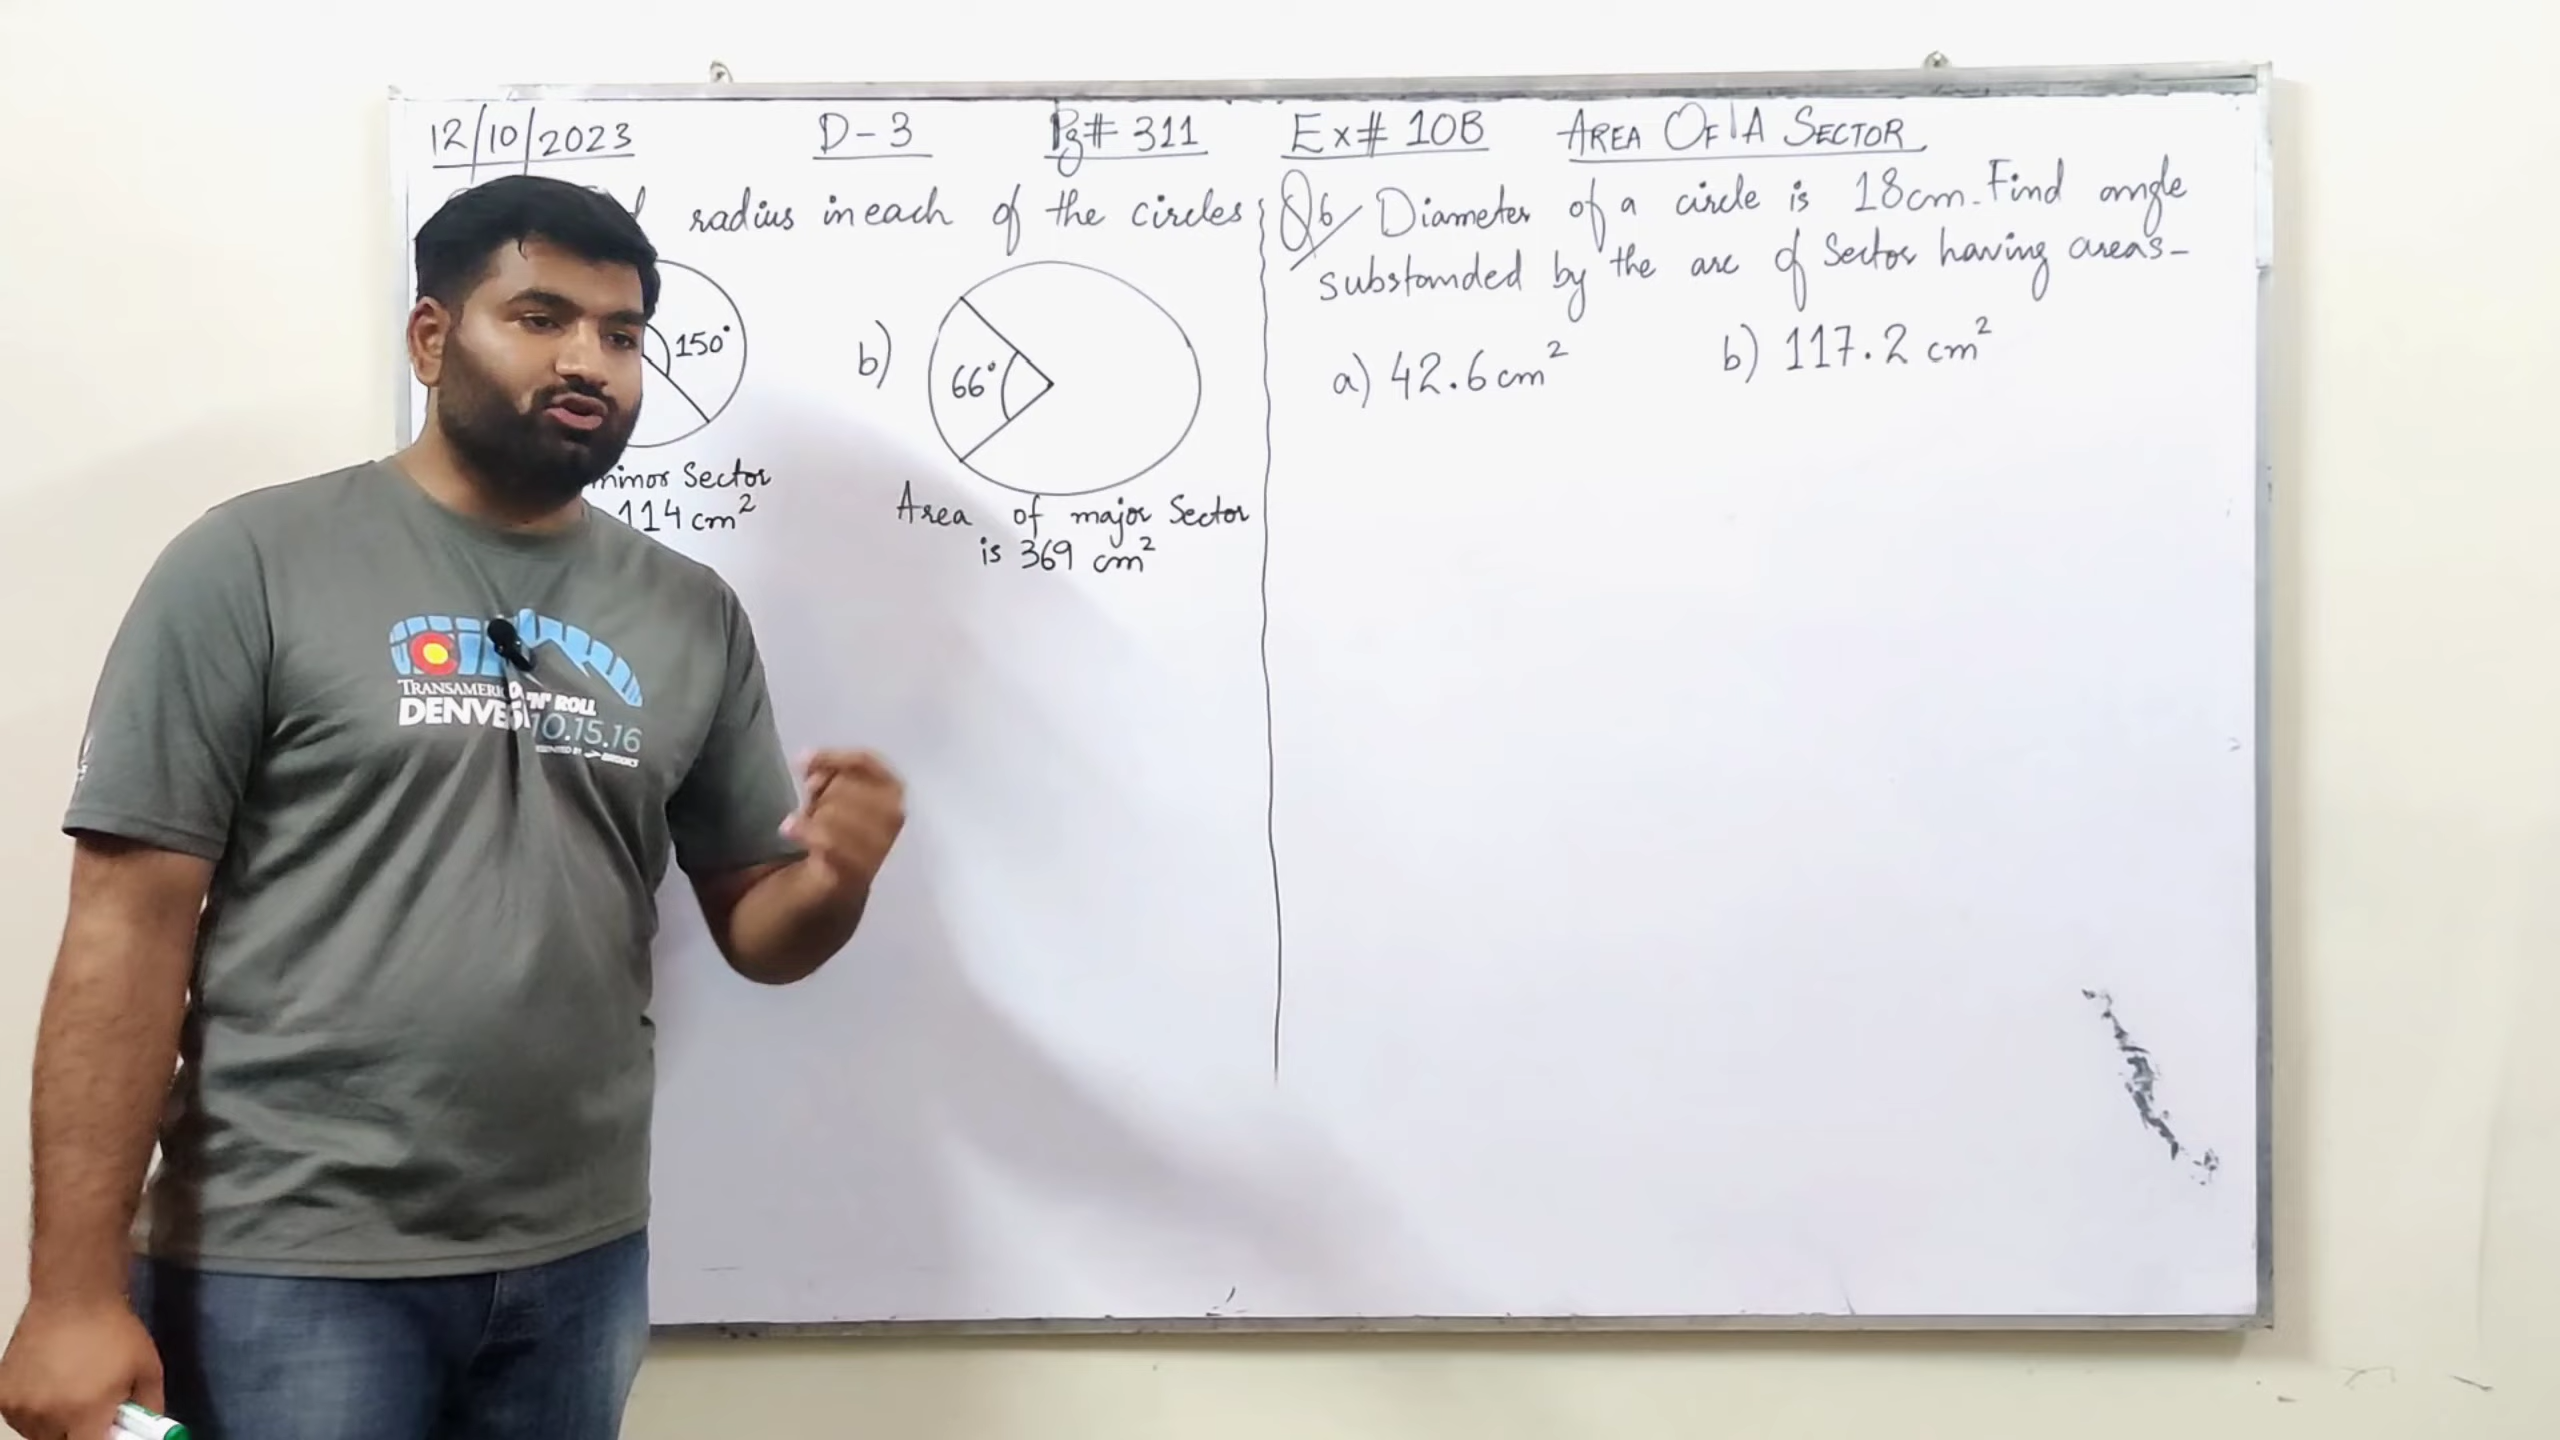 12/10/2023 D-3 Pg# 311 Ex# 10B AREA OF A SECTOR
radius in each of the circles
150°
minor Sector
114 cm²
b)
66°
Area of major Sector
is 369 cm²
Q6 Diameter of a circle is 18cm. Find angle
substanded by the arc of Sector having areas-
a) 42.6 cm² b) 117.2 cm²
'N' ROLL
10.15.16